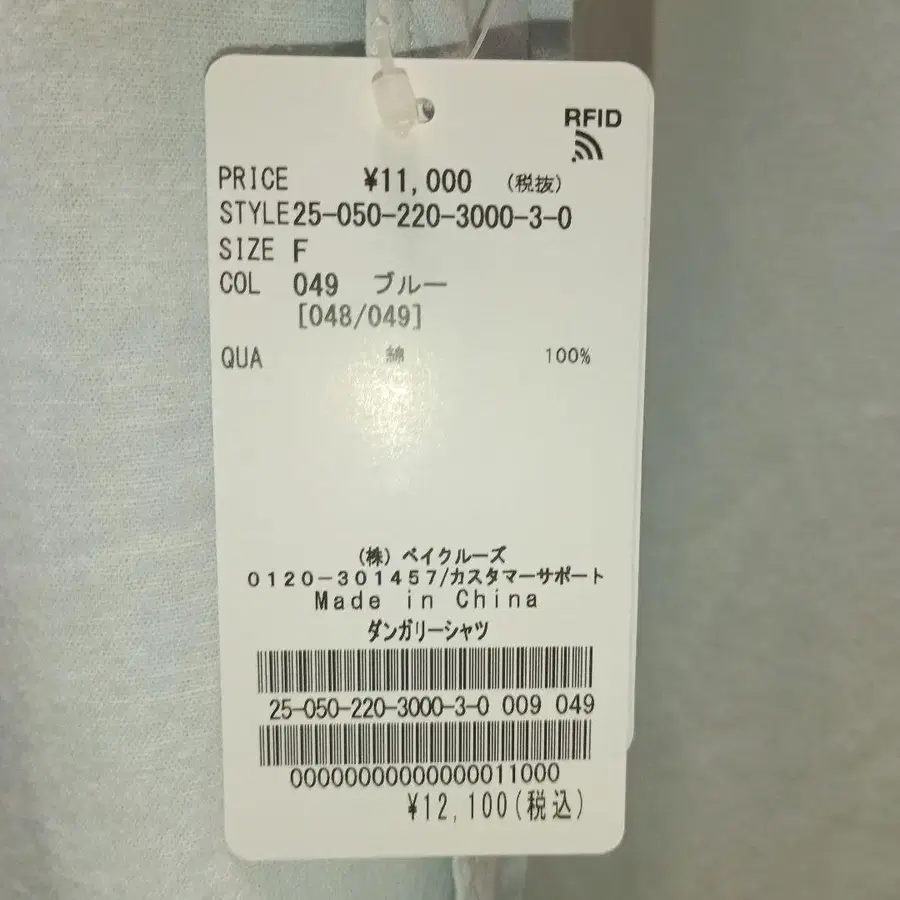 RFID
PRICE ¥11,000 (税抜)
STYLE 25-050-220-3000-3-0
SIZE F
COL 049 ブルー
[048/049]
QUA 綿 100%
(株) ベイクルーズ
0120-301457/カスタマーサポート
Made in China
ダンガリーシャツ
25-050-220-3000-3-0 009 049
00000000000000011000
¥12,100(税込)